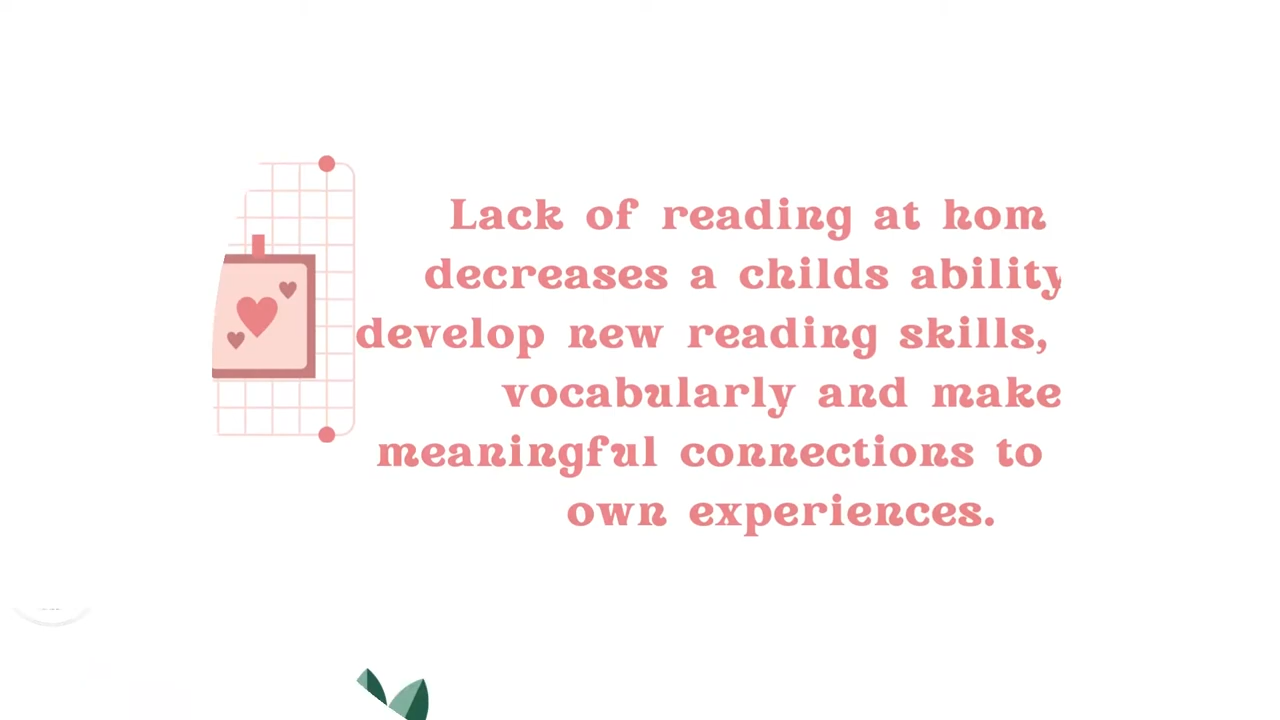 Lack of reading at hom
decreases a childs ability
develop new reading skills,
vocabularly and make
meaningful connections to
own experiences.